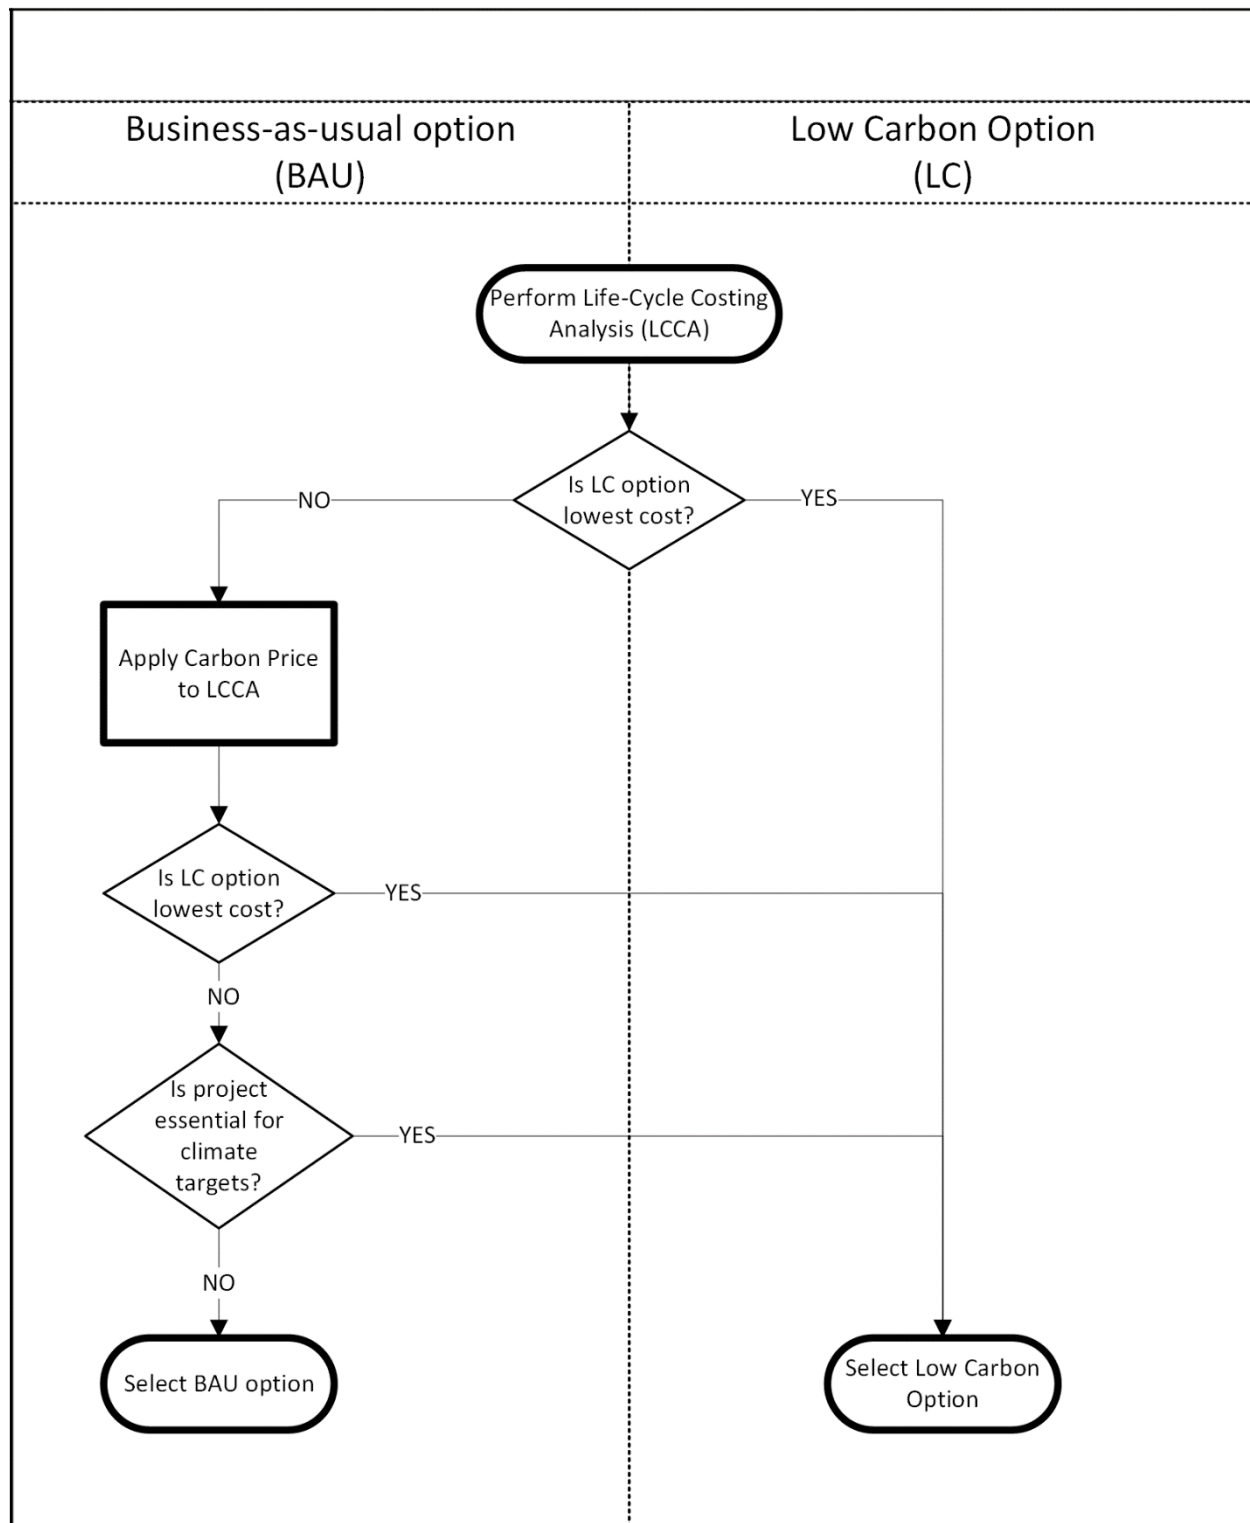 Business-as-usual option
(BAU)
Low Carbon Option
(LC)
Perform Life-Cycle Costing
Analysis (LCCA)
Is LC option
lowest cost?
NO
YES
Apply Carbon Price
to LCCA
Is LC option
lowest cost?
YES
NO
Is project
essential for
climate
targets?
YES
NO
Select BAU option
Select Low Carbon
Option